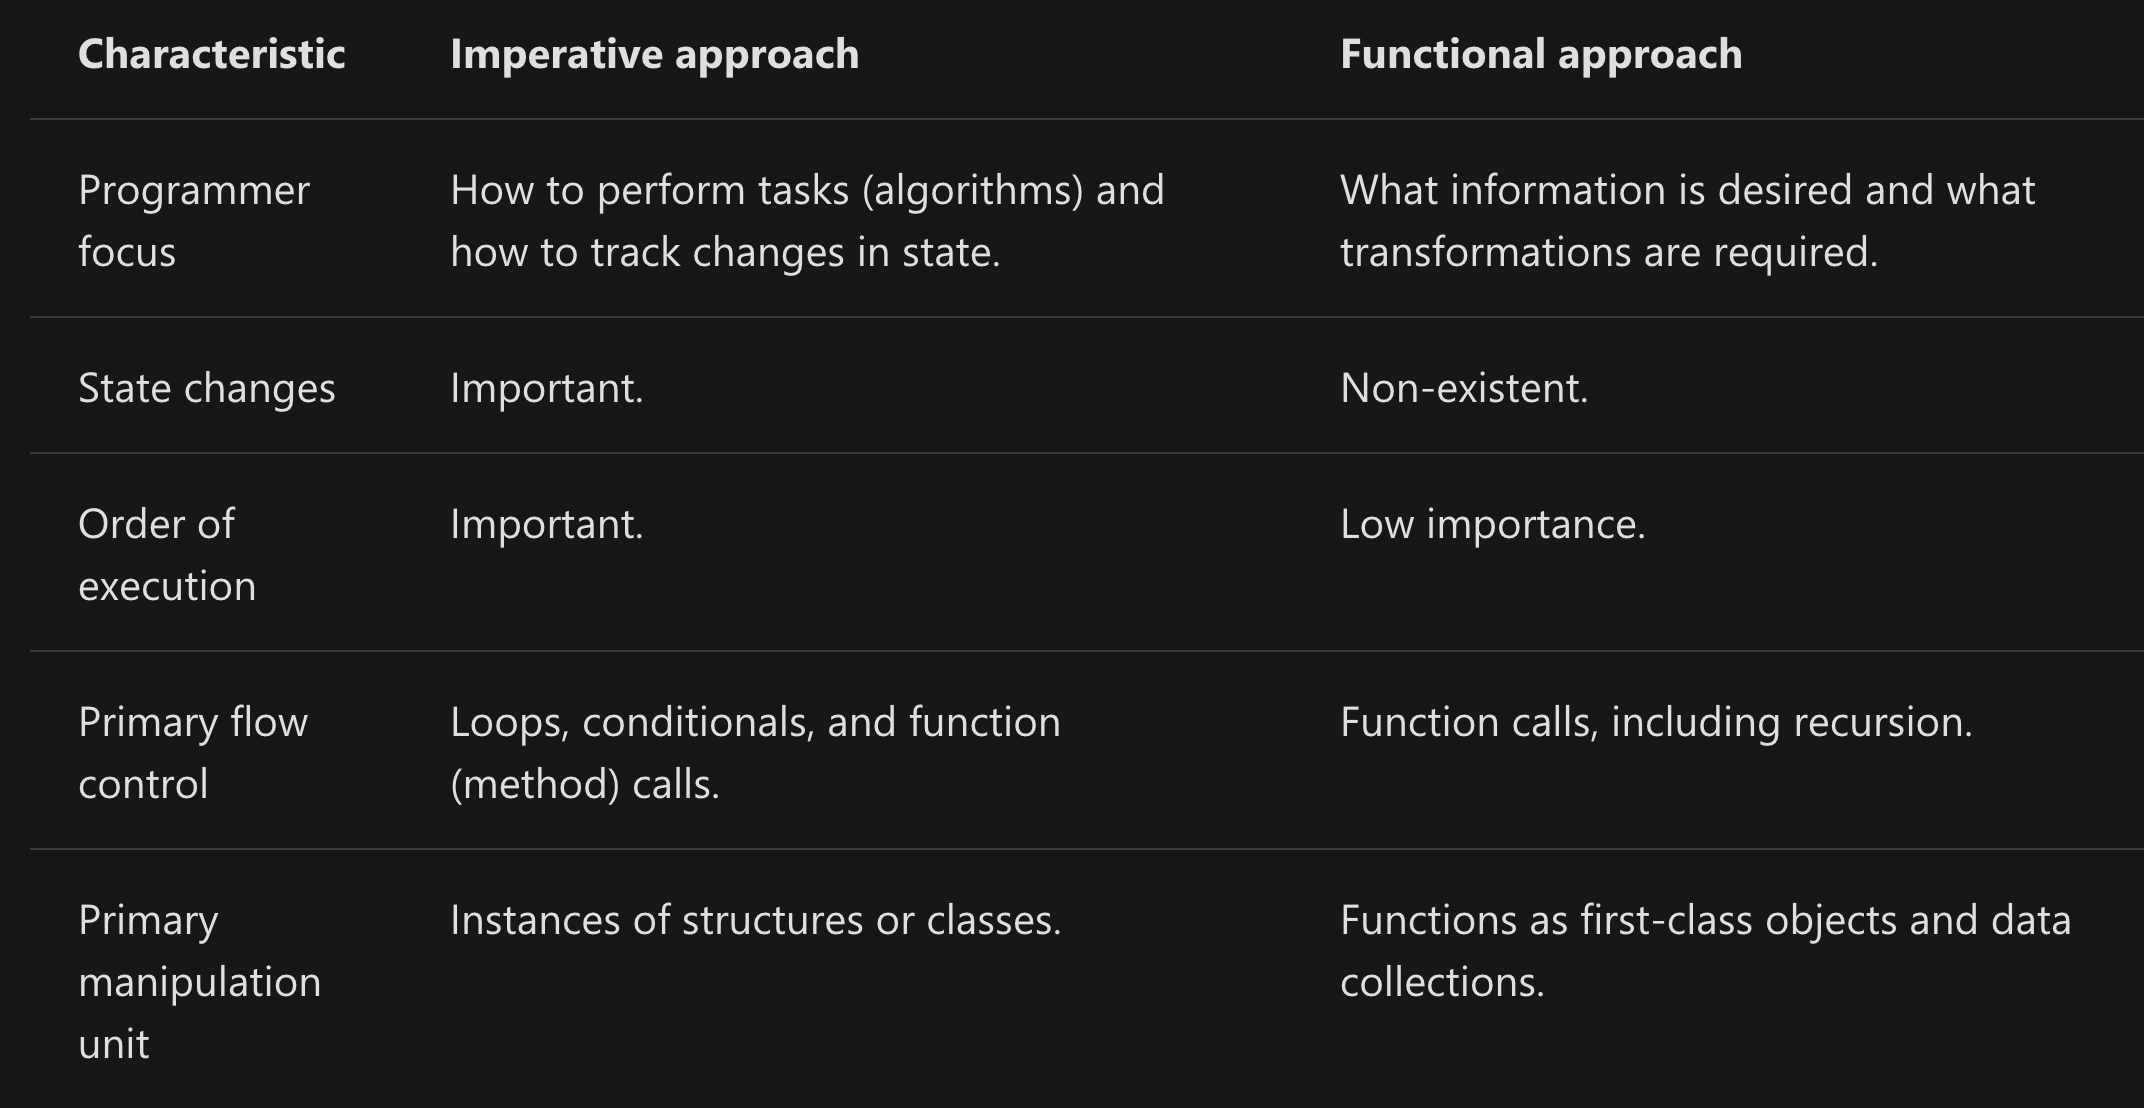 Characteristic Imperative approach Functional approach
Programmer focus How to perform tasks (algorithms) and how to track changes in state. What information is desired and what transformations are required.
State changes Important. Non-existent.
Order of execution Important. Low importance.
Primary flow control Loops, conditionals, and function (method) calls. Function calls, including recursion.
Primary manipulation unit Instances of structures or classes. Functions as first-class objects and data collections.